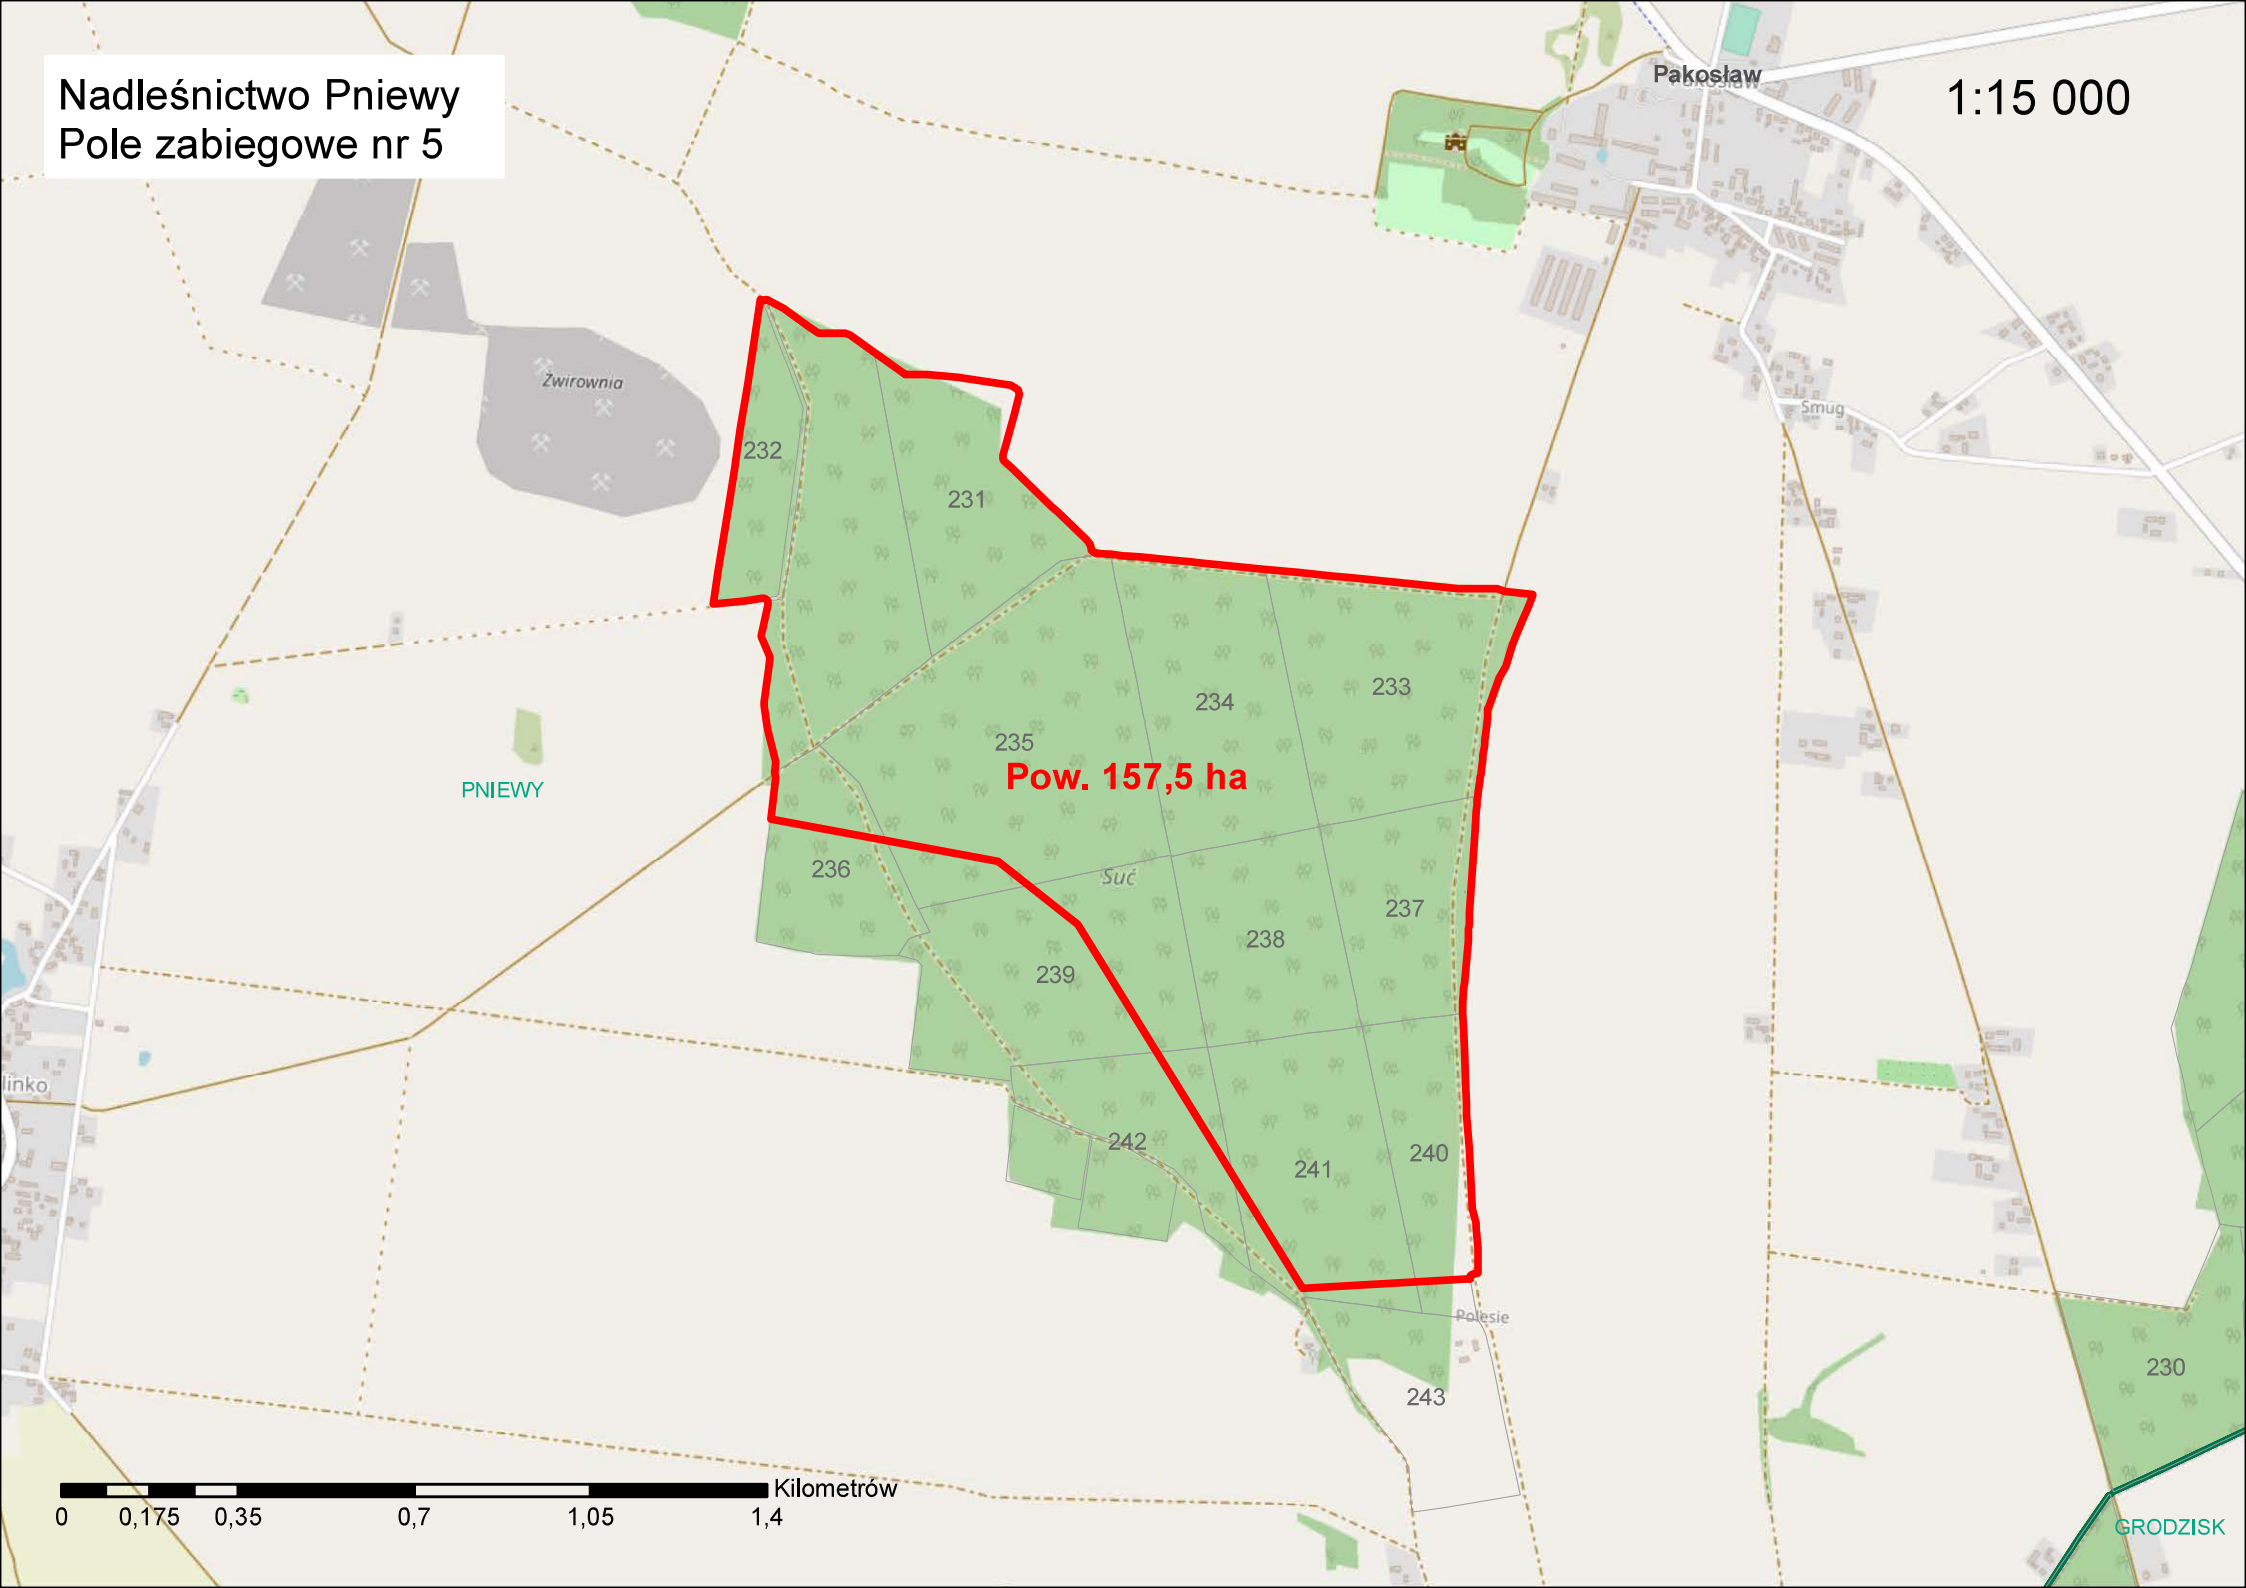 Nadleśnictwo Pniewy
Pole zabiegowe nr 5
1:15 000
Pakosław
Żwirownia
Smug
232
231
234
233
235
Pow. 157,5 ha
PNIEWY
236
Suć
237
238
239
linko
242
241
240
Polesie
243
230
GRODZISK
Kilometrów
0 0,175 0,35 0,7 1,05 1,4